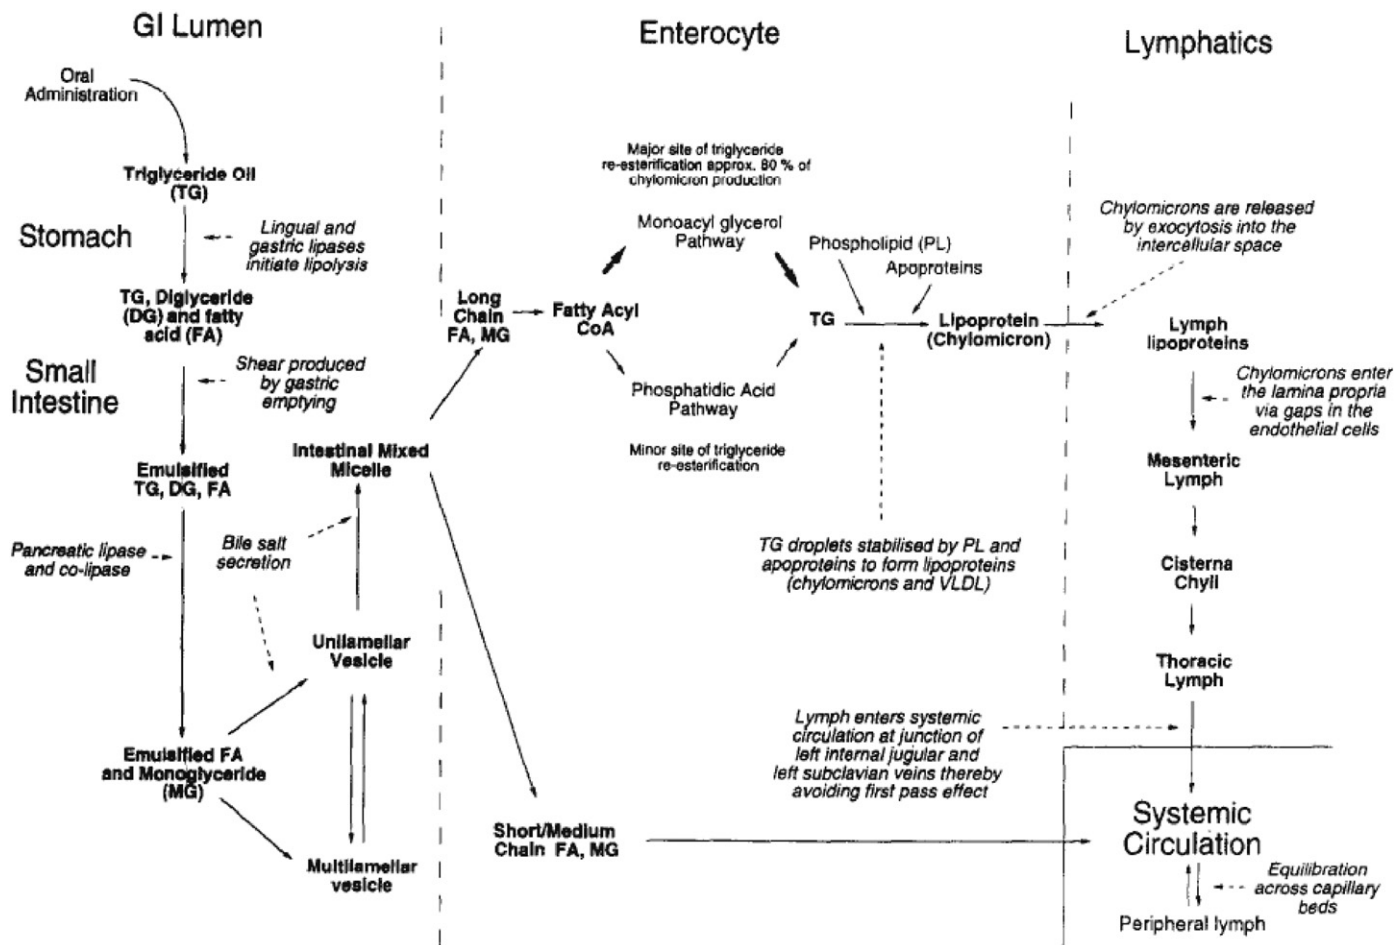 GI Lumen
Enterocyte
Lymphatics
Oral
Administration
Triglyceride Oil
(TG)
Stomach
Lingual and
gastric lipases
initiate lipolysis
TG, Diglyceride
(DG) and fatty
acid (FA)
Small
Intestine
Shear produced
by gastric
emptying
Emulsified
TG, DG, FA
Pancreatic lipase
and co-lipase
Bile salt
secretion
Intestinal Mixed
Micelle
Unilamellar
Vesicle
Emulsified FA
and Monoglyceride
(MG)
Multilamellar
vesicle
Long
Chain
FA, MG
Fatty Acyl
CoA
Major site of triglyceride
re-esterification approx. 80 % of
chylomicron production
Monoacyl glycerol
Pathway
Phosphatidic Acid
Pathway
Minor site of triglyceride
re-esterification
Phospholipid (PL)
Apoproteins
TG
Lipoprotein
(Chylomicron)
TG droplets stabilised by PL and
apoproteins to form lipoproteins
(chylomicrons and VLDL)
Short/Medium
Chain FA, MG
Lymph enters systemic
circulation at junction of
left internal jugular and
left subclavian veins thereby
avoiding first pass effect
Chylomicrons are released
by exocytosis into the
intercellular space
Lymph
lipoproteins
Chylomicrons enter
the lamina propria
via gaps in the
endothelial cells
Mesenteric
Lymph
Cisterna
Chyli
Thoracic
Lymph
Systemic
Circulation
Equilibration
across capillary
beds
Peripheral lymph